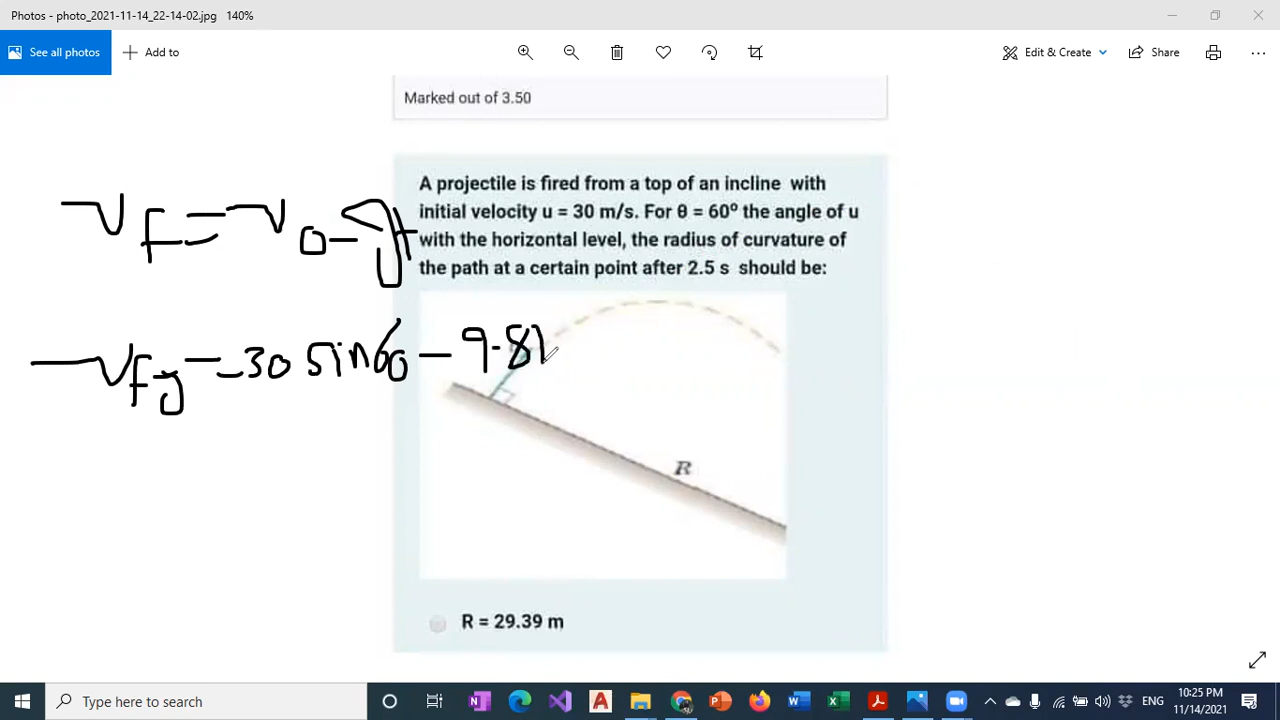 Photos - photo_2021-11-14_22-14-02.jpg 140%
See all photos
Add to
Edit & Create
Share
Marked out of 3.50
A projectile is fired from a top of an incline with
initial velocity u = 30 m/s. For θ = 60º the angle of u
with the horizontal level, the radius of curvature of
the path at a certain point after 2.5 s should be:
Vf = Vo - gt
Vfy = 30 sin60 - 9.81
R
R = 29.39 m
Type here to search
ENG
10:25 PM
11/14/2021